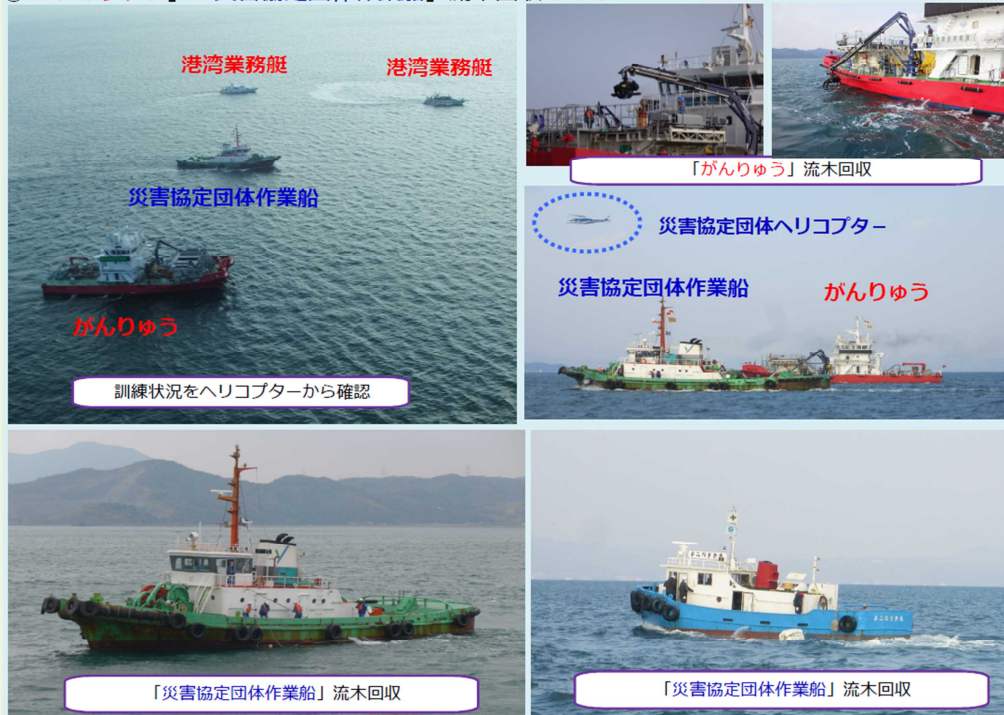 港湾業務艇
港湾業務艇
災害協定団体作業船
がんりゅう
訓練状況をヘリコプターから確認
「がんりゅう」流木回収
災害協定団体ヘリコプター
災害協定団体作業船
がんりゅう
「災害協定団体作業船」流木回収
「災害協定団体作業船」流木回収